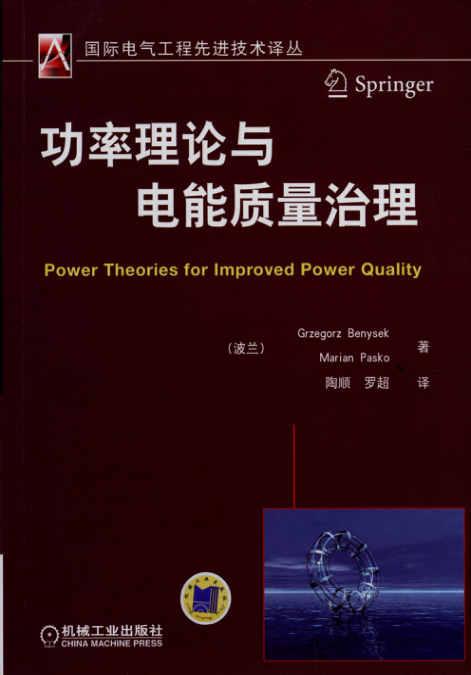 国际电气工程先进技术译丛
Springer
功率理论与
电能质量治理
Power Theories for Improved Power Quality
(波兰) Grzegorz Benysek
Marian Pasko 著
陶顺 罗超 译
机械工业出版社
CHINA MACHINE PRESS